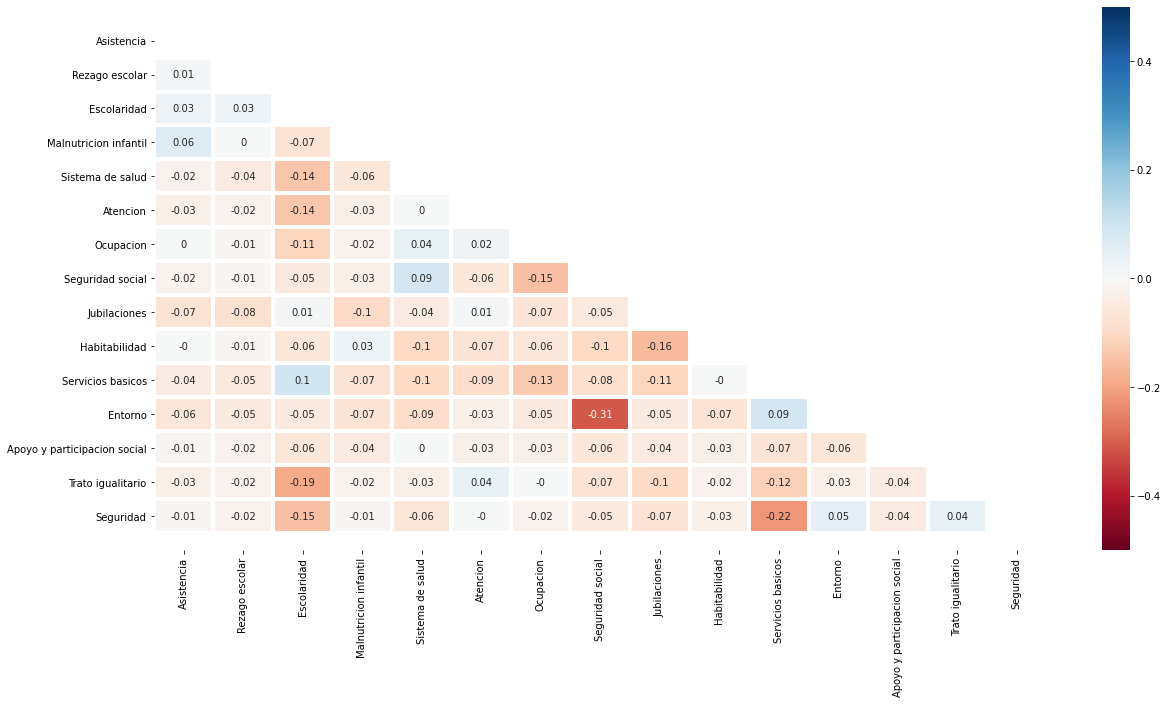 Asistencia
Rezago escolar 0.01
Escolaridad 0.03 0.03
Malnutricion infantil 0.06 0 -0.07
Sistema de salud -0.02 -0.04 -0.14 -0.06
Atencion -0.03 -0.02 -0.14 -0.03 0
Ocupacion 0 -0.01 -0.11 -0.02 0.04 0.02
Seguridad social -0.02 -0.01 -0.05 -0.03 0.09 -0.06 -0.15
Jubilaciones -0.07 -0.08 0.01 -0.1 -0.04 0.01 -0.07 -0.05
Habitabilidad -0 -0.01 -0.06 0.03 -0.1 -0.07 -0.06 -0.1 -0.16
Servicios basicos -0.04 -0.05 0.1 -0.07 -0.1 -0.09 -0.13 -0.08 -0.11 -0
Entorno -0.06 -0.05 -0.05 -0.07 -0.09 -0.03 -0.05 -0.31 -0.05 -0.07 0.09
Apoyo y participacion social -0.01 -0.02 -0.06 -0.04 0 -0.03 -0.03 -0.06 -0.04 -0.03 -0.07 -0.06
Trato igualitario -0.03 -0.02 -0.19 -0.02 -0.03 0.04 -0 -0.07 -0.1 -0.02 -0.12 -0.03 -0.04
Seguridad -0.01 -0.02 -0.15 -0.01 -0.06 -0 -0.02 -0.05 -0.07 -0.03 -0.22 0.05 -0.04 0.04
Asistencia
Rezago escolar
Escolaridad
Malnutricion infantil
Sistema de salud
Atencion
Ocupacion
Seguridad social
Jubilaciones
Habitabilidad
Servicios basicos
Entorno
Apoyo y participacion social
Trato igualitario
Seguridad
0.4
0.2
0.0
−0.2
−0.4